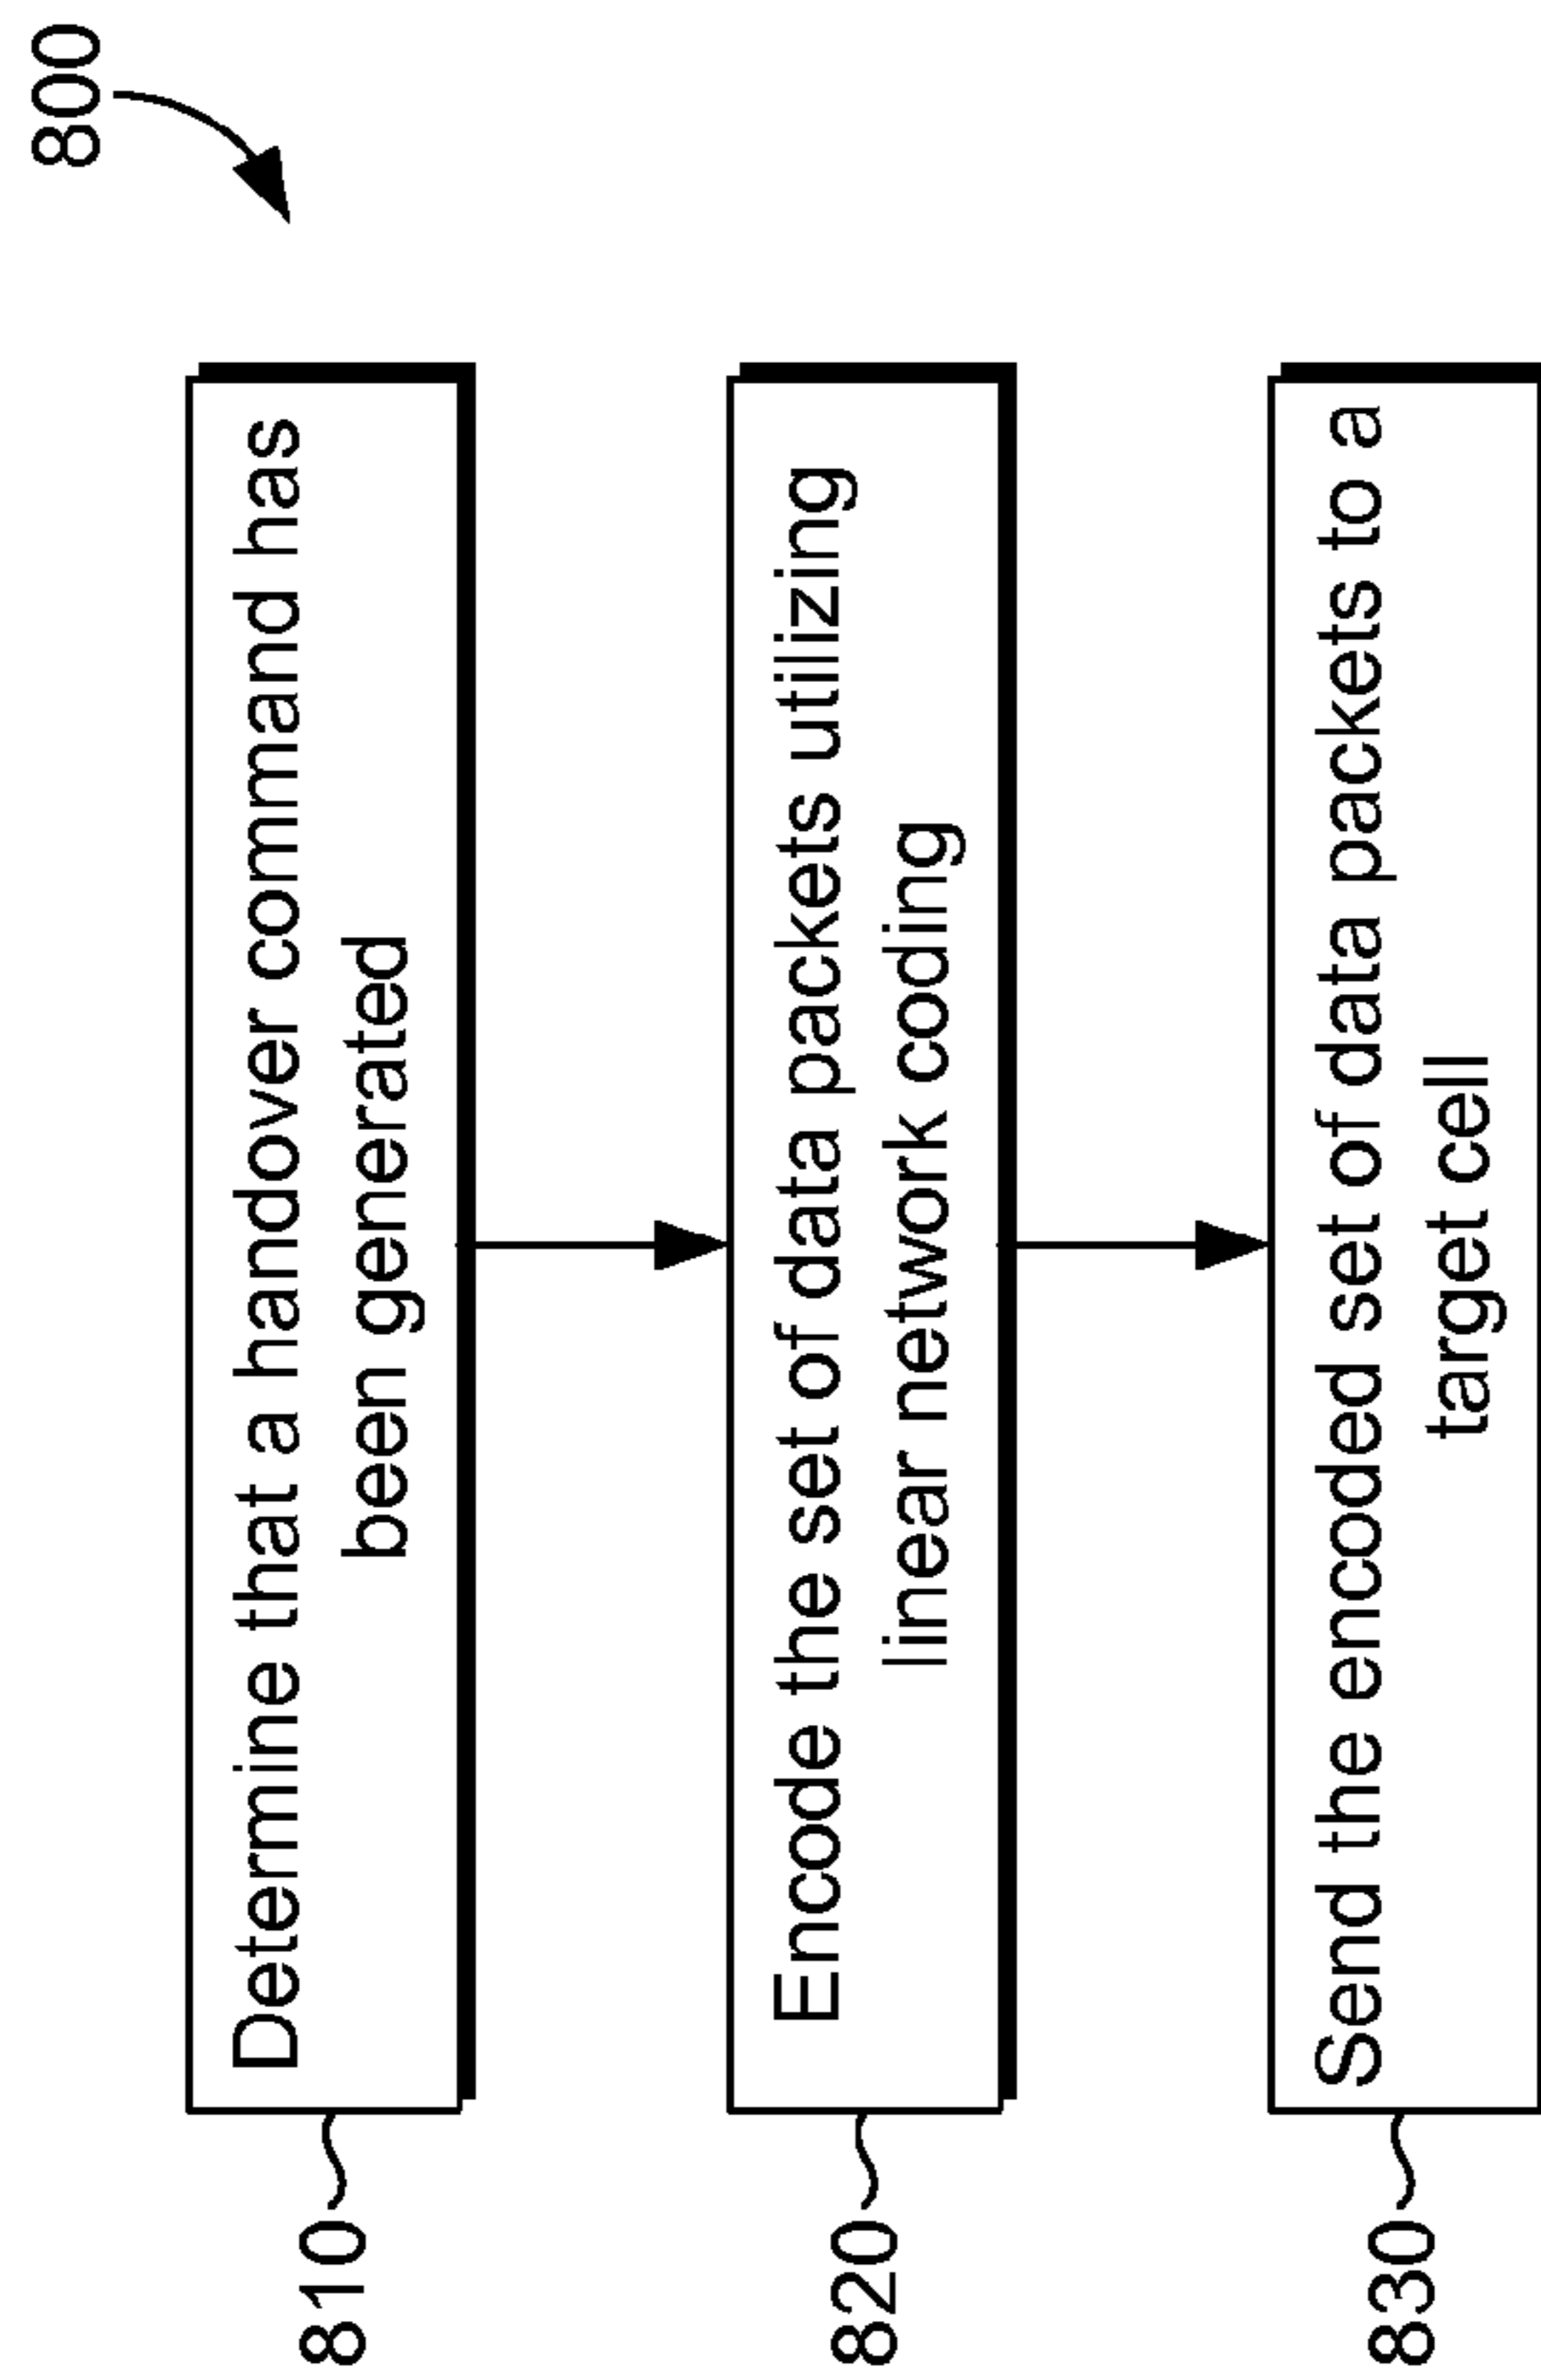 800
810
Determine that a handover command has
been generated
820
Encode the set of data packets utilizing
linear network coding
830
Send the encoded set of data packets to a
target cell